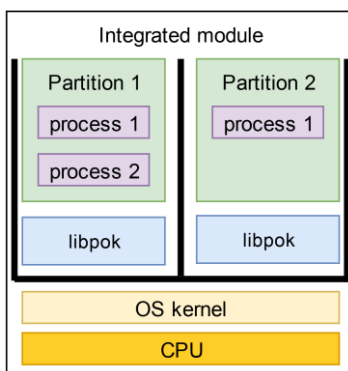 Integrated module
Partition 1
process 1
process 2
libpok
Partition 2
process 1
libpok
OS kernel
CPU